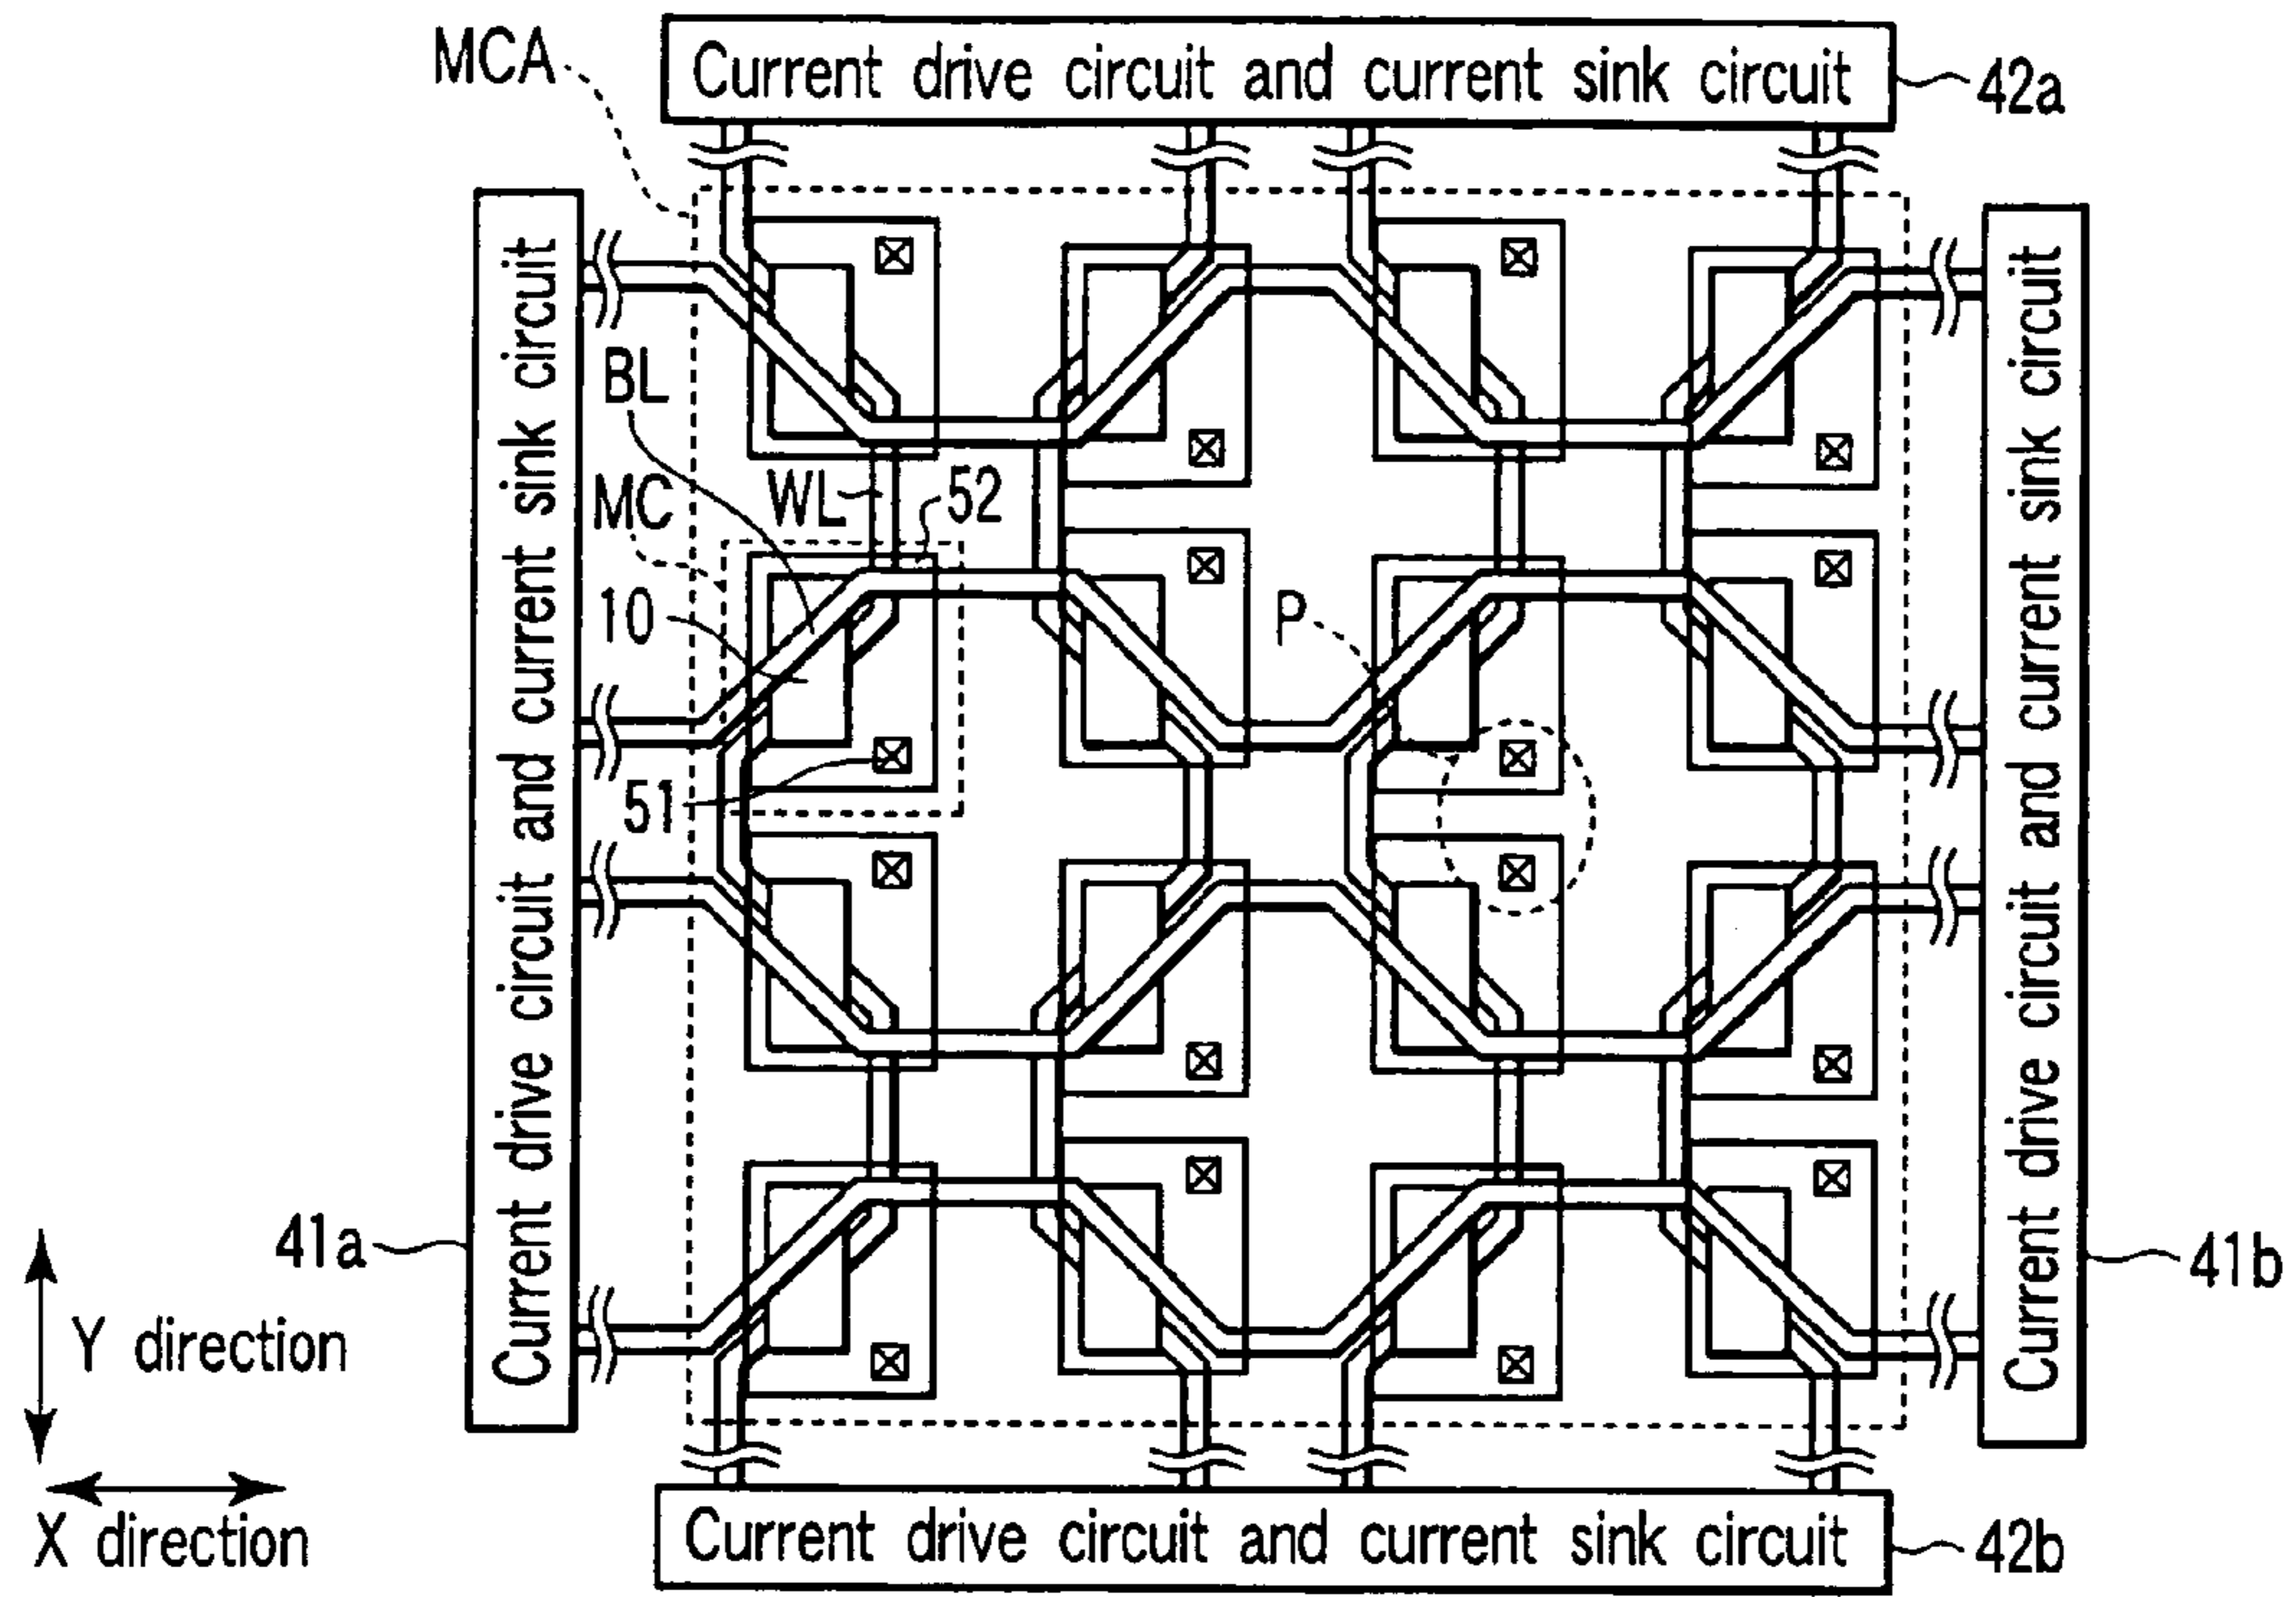 MCA
Current drive circuit and current sink circuit
42a
Current drive circuit and current sink circuit
BL
MC
WL
52
10
P
51
41a
Current drive circuit and current sink circuit
41b
Y direction
X direction
Current drive circuit and current sink circuit
42b